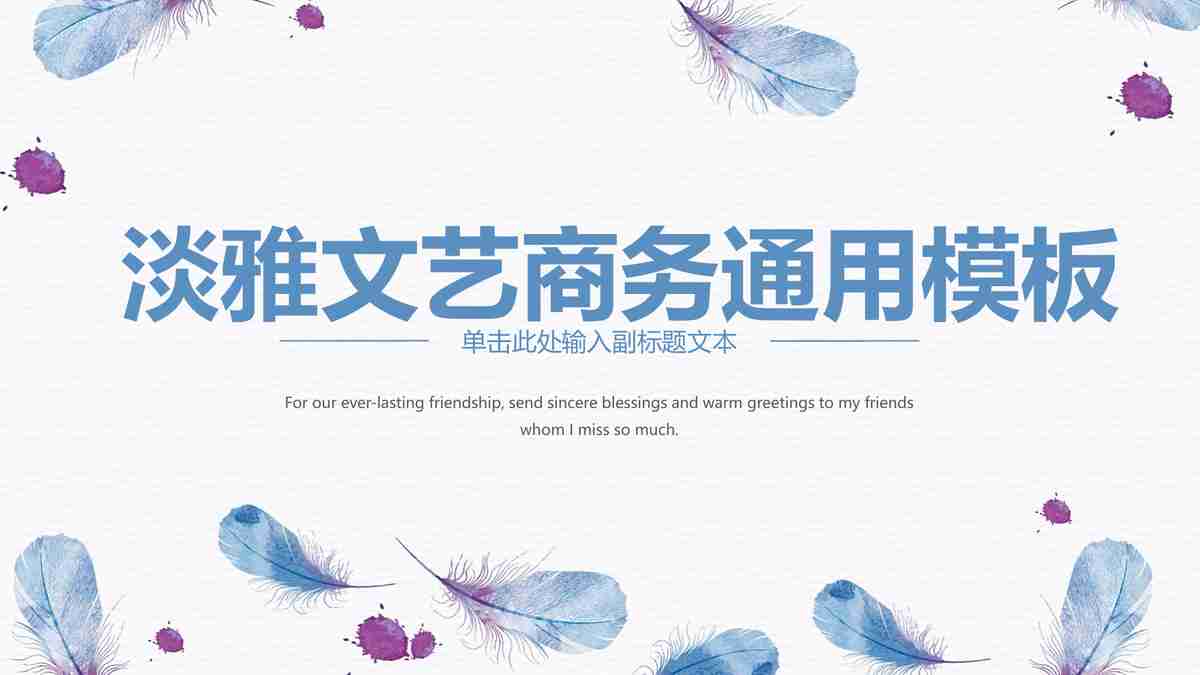 淡雅文艺商务通用模板
单击此处输入副标题文本
For our ever-lasting friendship, send sincere blessings and warm greetings to my friends
whom I miss so much.